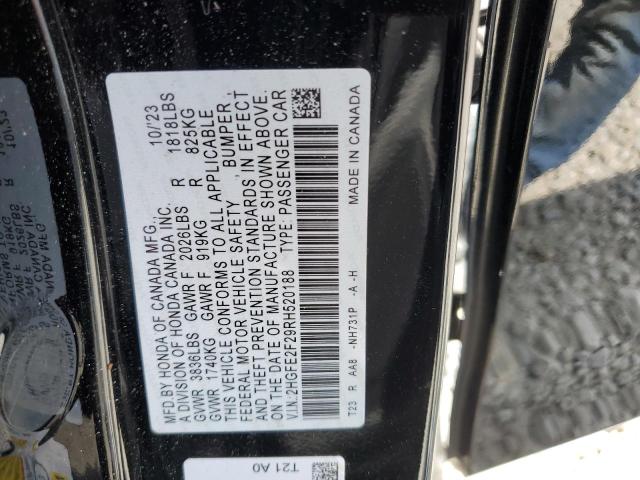 MFD.BY HONDA OF CANADA MFG., 10/'23
A DIVISION OF HONDA CANADA INC.
GVWR 3836LBS GAWR F 2026LBS R 1818LBS
GVWR 1740KG GAWR F 919KG R 825KG
THIS VEHICLE CONFORMS TO ALL APPLICABLE
FEDERAL MOTOR VEHICLE SAFETY, BUMPER,
AND THEFT PREVENTION STANDARDS IN EFFECT
ON THE DATE OF MANUFACTURE SHOWN ABOVE.
V.I.N.:2HGFE2F29RH520188 TYPE: PASSENGER CAR
T23 R AA8 -NH731P -A -H MADE IN CANADA
T21 A0